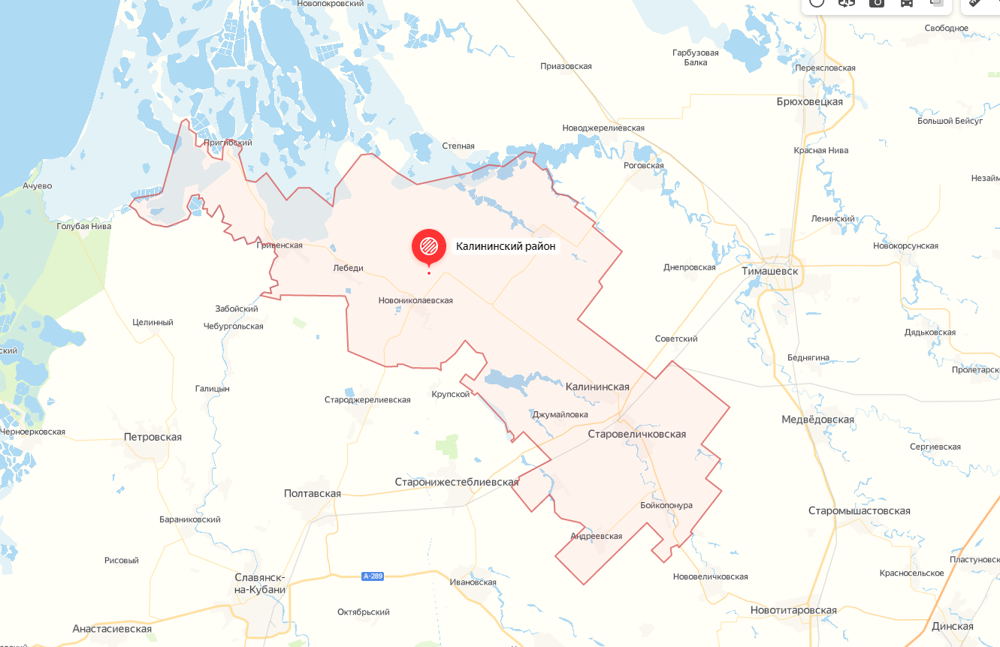 Новопокровский
Свободное
Гарбузовая
Балка
Приазовская
Переясловская
Брюховецкая
Большой Бейсуг
Новоджерелиевская
Пригибский
Степная
Красная Нива
Роговская
Незайм
Ачуево
Голубая Нива
Ленинский
Гривенская
Калининский район
Новокорсунская
Лебеди
Днепровская
Тимашевск
Новониколаевская
Забойский
Целинный
Чебургольская
Дядьковская
Советский
ский
Беднягина
Пролетарски
Галицын
Калининская
Крупской
Староджерелиевская
Джумайловка
Медвёдовская
Черноерковская
Петровская
Старовеличковская
Сергиевская
Старонижестеблиевская
Полтавская
Бойкопонура
Старомышастовская
Бараниковский
Андреевская
Рисовый
Пластуновск
Красносельское
Славянск-
на-Кубани
А-289
Ивановская
Нововеличковская
Октябрьский
Новотитаровская
Анастасиевская
Динская